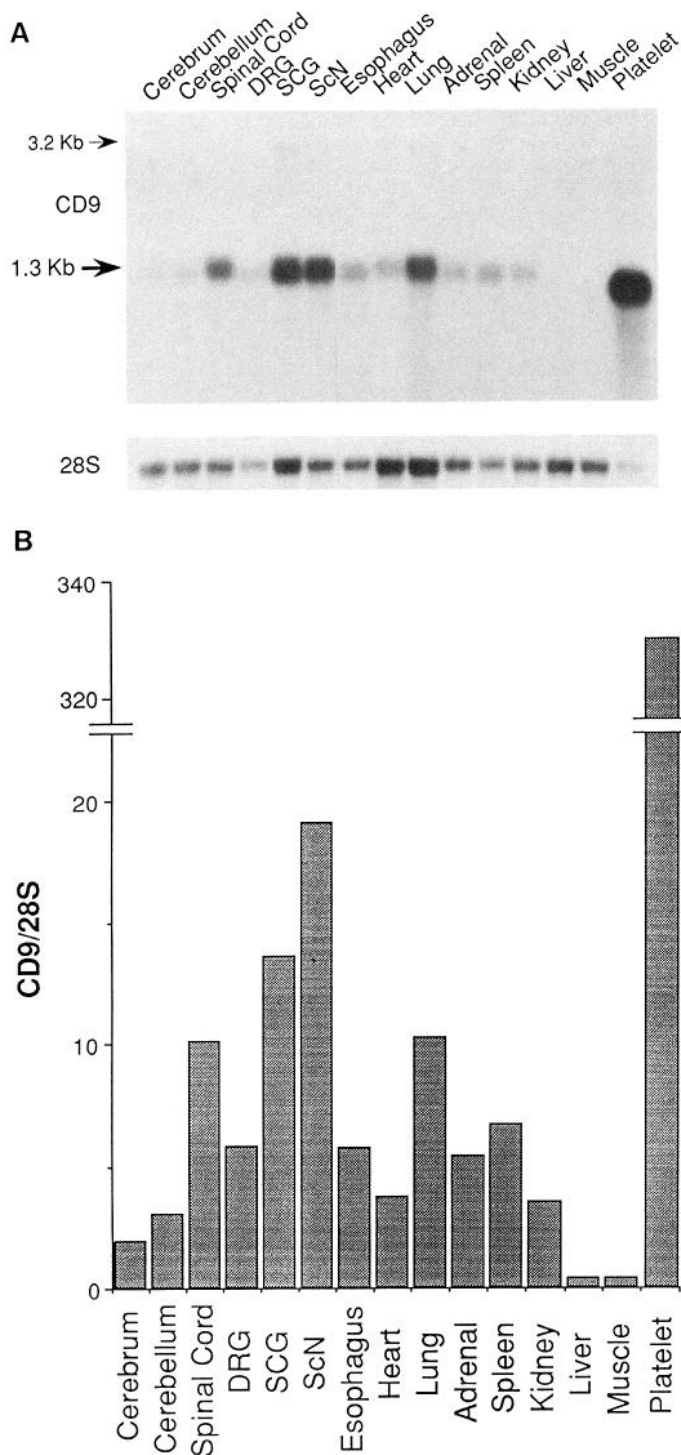 A
Cerebrum Cerebellum Spinal Cord DRG SCG ScN Esophagus Heart Lung Adrenal Spleen Kidney Liver Muscle Platelet
3.2 Kb
CD9
1.3 Kb
28S
B
340
320
20
10
0
CD9/28S
Cerebrum Cerebellum Spinal Cord DRG SCG ScN Esophagus Heart Lung Adrenal Spleen Kidney Liver Muscle Platelet